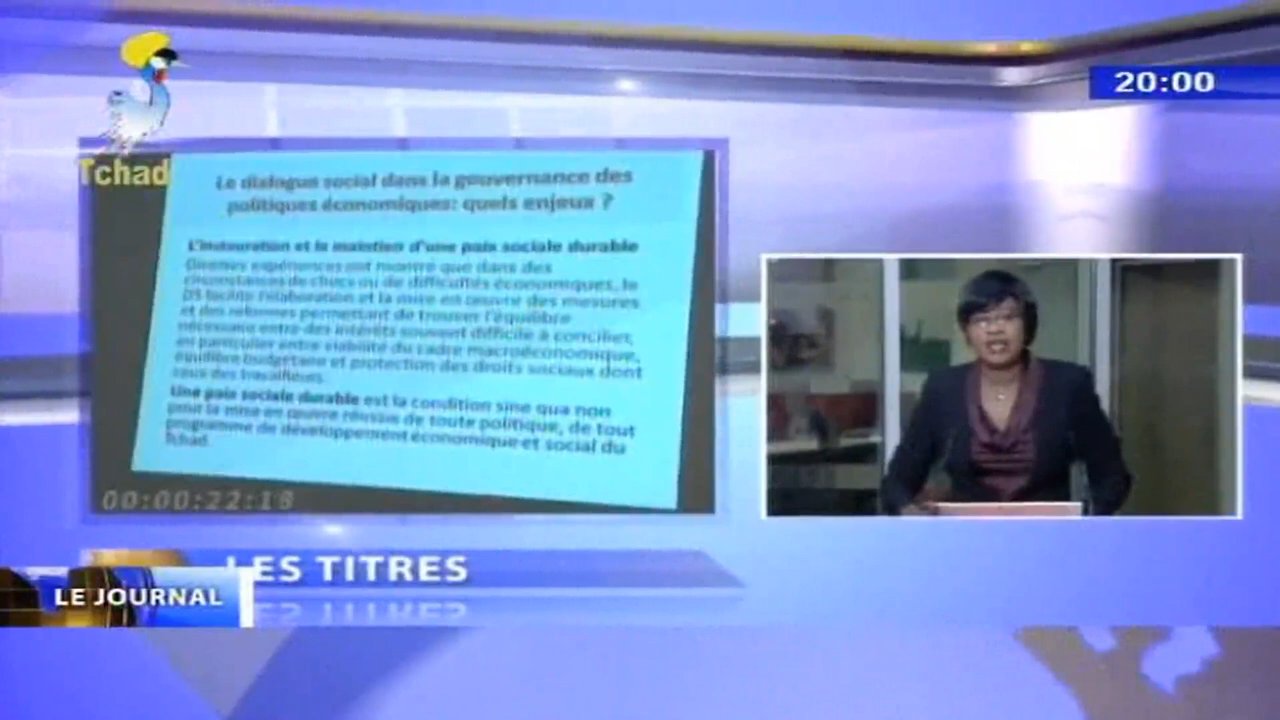 20:00
Tchad
Le dialogue social dans la gouvernance des
politiques économiques: quels enjeux ?
L'instauration et le maintien d'une paix sociale durable
Diverses expériences ont montré que dans des
circonstances de chocs ou de difficultés économiques, le
DS facilite l'élaboration et la mise en œuvre des mesures
et des réformes permettant de trouver l'équilibre
nécessaire entre des intérêts souvent difficile à concilier,
en particulier entre viabilité du cadre macroéconomique,
équilibre budgétaire et protection des droits sociaux dont
ceux des travailleurs.
Une paix sociale durable est la condition sine qua non
pour la mise en œuvre réussie de toute politique, de tout
programme de développement économique et social du
Tchad.
00:00:22:18
LES TITRES
LE JOURNAL